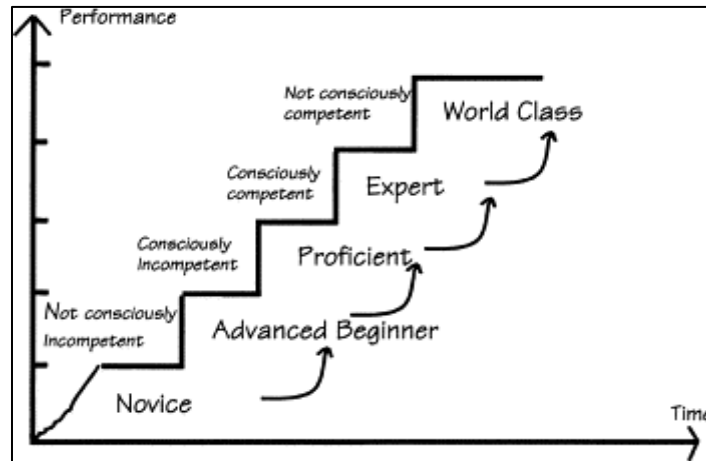 Performance
Not consciously
competent
World Class
Consciously
competent
Expert
Consciously
Incompetent
Proficient
Not consciously
Incompetent
Advanced Beginner
Novice
Time